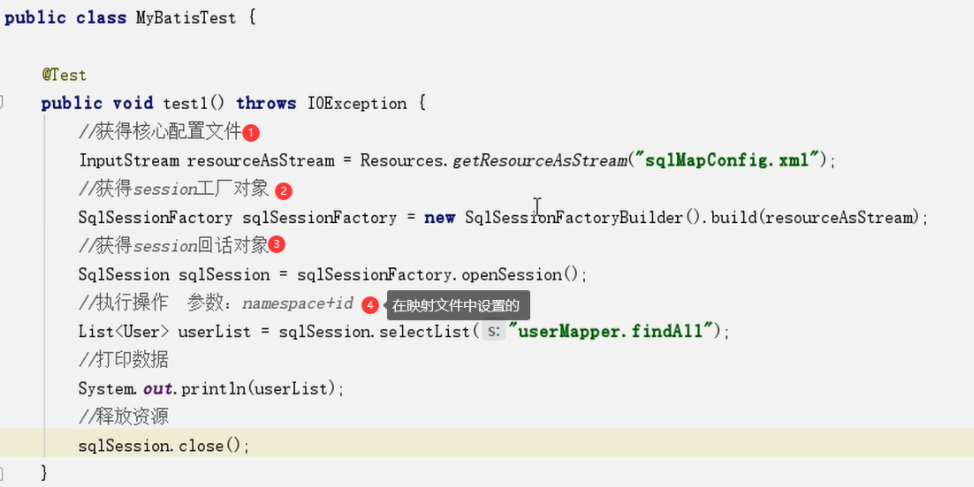 public class MyBatisTest {
@Test
public void test1() throws IOException {
//获得核心配置文件 1
InputStream resourceAsStream = Resources.getResourceAsStream("sqlMapConfig.xml");
//获得session工厂对象 2
SqlSessionFactory sqlSessionFactory = new SqlSessionFactoryBuilder().build(resourceAsStream);
//获得session回话对象 3
SqlSession sqlSession = sqlSessionFactory.openSession();
//执行操作 参数：namespace+id 4 在映射文件中设置的
List<User> userList = sqlSession.selectList( s: "userMapper.findAll");
//打印数据
System.out.println(userList);
//释放资源
sqlSession.close();
}